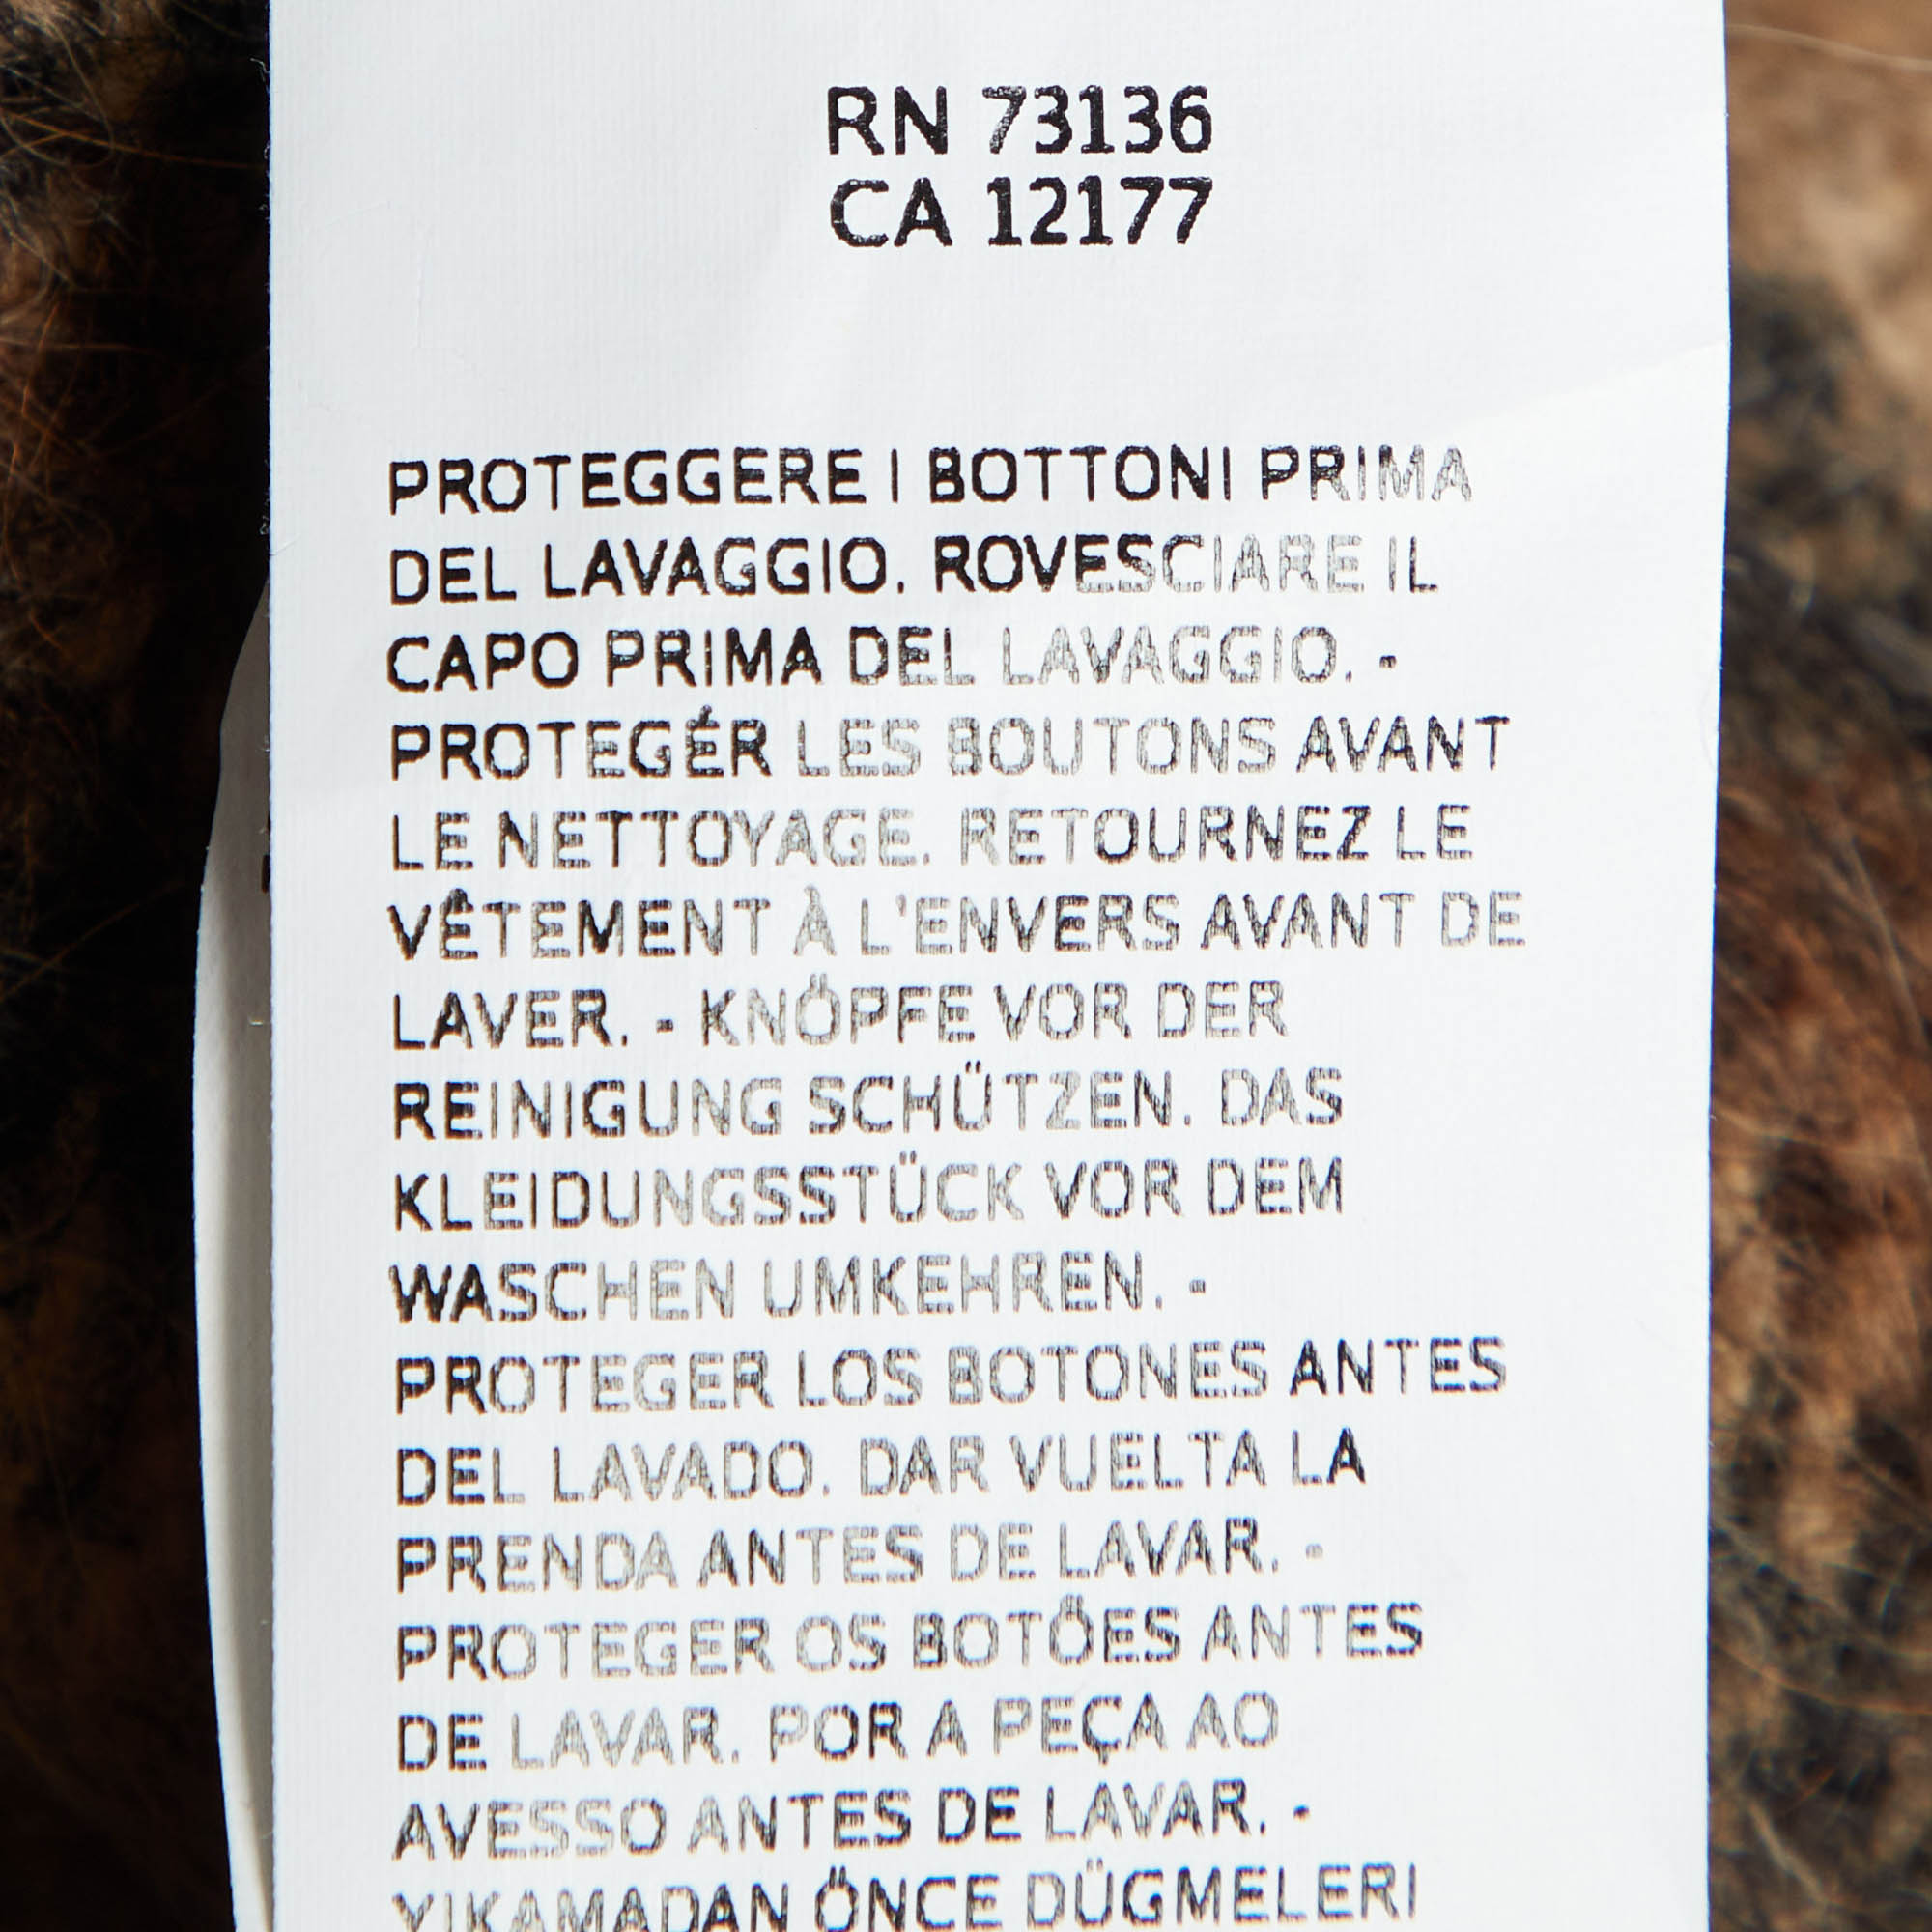 RN 73136
CA 12177
PROTEGGERE I BOTTONI PRIMA
DEL LAVAGGIO. ROVESCIARE IL
CAPO PRIMA DEL LAVAGGIO. -
PROTEGÉR LES BOUTONS AVANT
LE NETTOYAGE. RETOURNEZ LE
VÊTEMENT À L'ENVERS AVANT DE
LAVER. - KNÖPFE VOR DER
REINIGUNG SCHÜTZEN. DAS
KLEIDUNGSSTÜCK VOR DEM
WASCHEN UMKEHREN. -
PROTEGER LOS BOTONES ANTES
DEL LAVADO. DAR VUELTA LA
PRENDA ANTES DE LAVAR. -
PROTEGER OS BOTÕES ANTES
DE LAVAR. POR A PEÇA AO
AVESSO ANTES DE LAVAR. -
YIKAMADAN ÖNCE DÜGMELERI